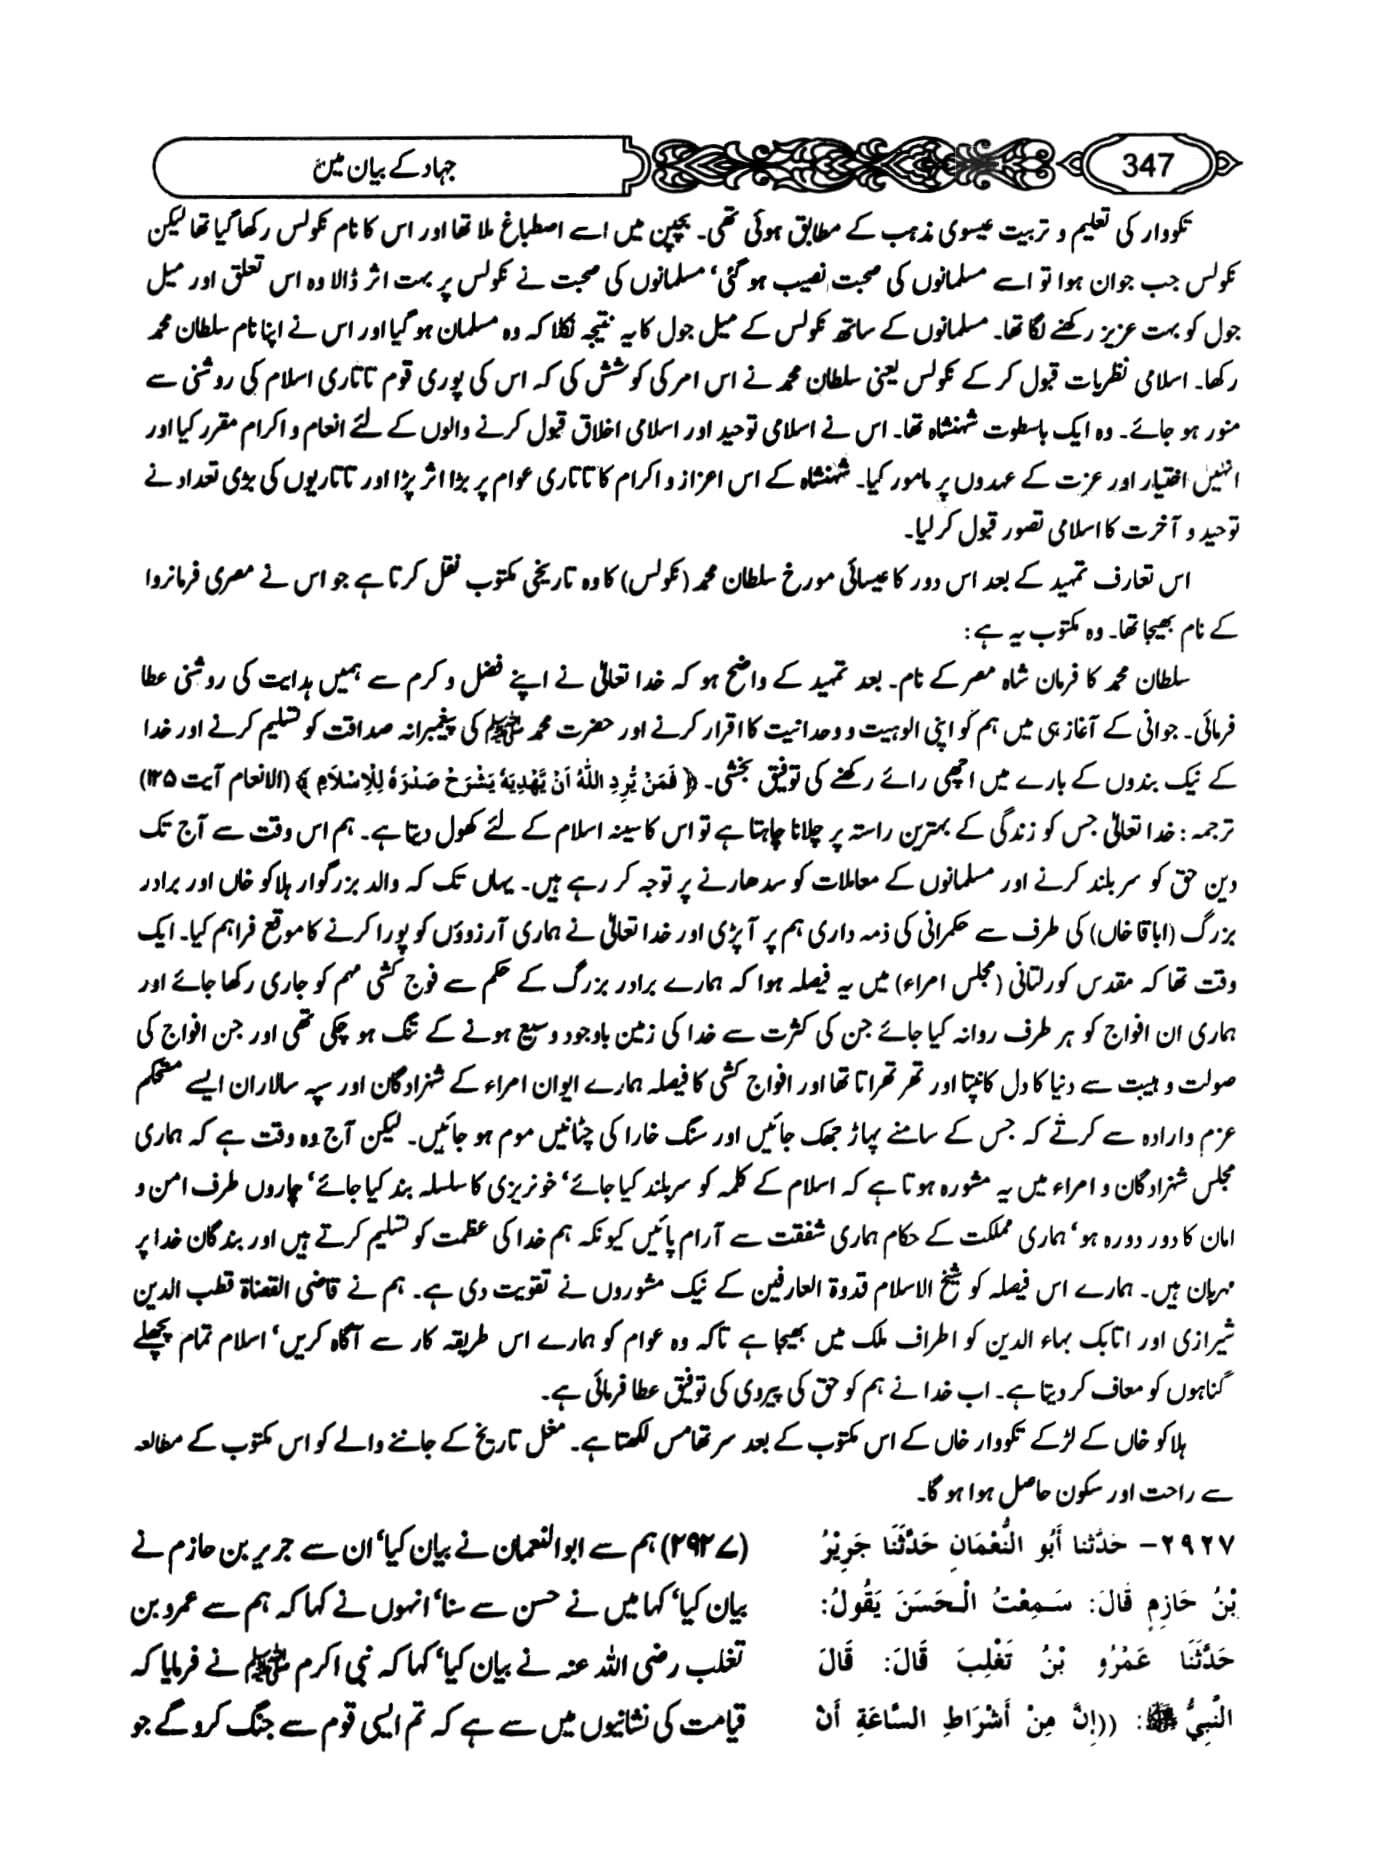 347
جہاد کے بیان میں
تکودار کی تعلیم و تربیت عیسوی مذہب کے مطابق ہوئی تھی۔ بچپن میں اسے اصطباغ ملا تھا اور اس کا نام نکولس رکھا گیا تھا لیکن
نکولس جب جوان ہوا تو اسے مسلمانوں کی صحبت نصیب ہو گئی‘ مسلمانوں کی صحبت نے نکولس پر بہت اثر ڈالا وہ اس تعلق اور میل
جول کو بہت عزیز رکھنے لگا تھا۔ مسلمانوں کے ساتھ نکولس کے میل جول کا یہ نتیجہ نکلا کہ وہ مسلمان ہو گیا اور اس نے اپنا نام سلطان محمد
رکھا۔ اسلامی نظریات قبول کر کے نکولس یعنی سلطان محمد نے اس امر کی کوشش کی کہ اس کی پوری قوم تاتاری اسلام کی روشنی سے
منور ہو جائے۔ وہ ایک باسطوت شہنشاہ تھا۔ اس نے اسلامی توحید اور اسلامی اخلاق قبول کرنے والوں کے لئے انعام و اکرام مقرر کیا اور
انہیں اختیار اور عزت کے عہدوں پر مامور کیا۔ شہنشاہ کے اس اعزاز و اکرام کا تاتاری عوام پر بڑا اثر پڑا اور تاتاریوں کی بڑی تعداد نے
توحید و آخرت کا اسلامی تصور قبول کر لیا۔
اس تعارف تمہید کے بعد اس دور کا عیسائی مورخ سلطان محمد (نکولس) کا وہ تاریخی مکتوب نقل کرتا ہے جو اس نے مصری فرمانروا
کے نام بھیجا تھا۔ وہ مکتوب یہ ہے:
سلطان محمد کا فرمان شاہ مصر کے نام۔ بعد تمہید کے واضح ہو کہ خدا تعالیٰ نے اپنے فضل و کرم سے ہمیں ہدایت کی روشنی عطا
فرمائی۔ جوانی کے آغاز ہی میں ہم کو اپنی الوہیت و وحدانیت کا اقرار کرنے اور حضرت محمد ﷺ کی پیغمبرانہ صداقت کو تسلیم کرنے اور خدا
کے نیک بندوں کے بارے میں اچھی رائے رکھنے کی توفیق بخشی۔ ﴿ فَمَنْ يُّرِدِ اللّٰهُ اَنْ يَّهْدِيَهٗ يَشْرَحْ صَدْرَهٗ لِلْاِسْلَامِ ﴾ (الانعام آیت ۱۲۵)
ترجمہ: خدا تعالیٰ جس کو زندگی کے بہترین راستہ پر چلانا چاہتا ہے تو اس کا سینہ اسلام کے لئے کھول دیتا ہے۔ ہم اس وقت سے آج تک
دین حق کو سربلند کرنے اور مسلمانوں کے معاملات کو سدھارنے پر توجہ کر رہے ہیں۔ یہاں تک کہ والد بزرگوار ہلاکو خاں اور برادر
بزرگ (اباقا خاں) کی طرف سے حکمرانی کی ذمہ داری ہم پر آپڑی اور خدا تعالیٰ نے ہماری آرزوؤں کو پورا کرنے کا موقع فراہم کیا۔ ایک
وقت تھا کہ مقدس کورلتانی (مجلس امراء) میں یہ فیصلہ ہوا کہ ہمارے برادر بزرگ کے حکم سے فوج کشی مہم کو جاری رکھا جائے اور
ہماری ان افواج کو ہر طرف روانہ کیا جائے جن کی کثرت سے خدا کی زمین باوجود وسیع ہونے کے تنگ ہو چکی تھی اور جن افواج کی
صولت و ہیبت سے دنیا کا دل کانپتا اور تھرتھراتا تھا اور افواج کشی کا فیصلہ ہمارے ایوان امراء کے شہزادگان اور سپہ سالاران ایسے مستحکم
عزم وارادہ سے کرتے کہ جس کے سامنے پہاڑ جھک جائیں اور سنگ خارا کی چٹانیں موم ہو جائیں۔ لیکن آج وہ وقت ہے کہ ہماری
مجلس شہزادگان و امراء میں یہ مشورہ ہوتا ہے کہ اسلام کے کلمہ کو سربلند کیا جائے‘ خونریزی کا سلسلہ بند کیا جائے‘ چاروں طرف امن و
امان کا دور دورہ ہو‘ ہماری مملکت کے حکام ہماری شفقت سے آرام پائیں کیونکہ ہم خدا کی عظمت کو تسلیم کرتے ہیں اور بندگان خدا پر
مہربان ہیں۔ ہمارے اس فیصلہ کو شیخ الاسلام قدوۃ العارفین کے نیک مشوروں نے تقویت دی ہے۔ ہم نے قاضی القضاۃ قطب الدین
شیرازی اور اتابک بہاء الدین کو اطراف ملک میں بھیجا ہے تاکہ وہ عوام کو ہمارے اس طریقہ کار سے آگاہ کریں‘ اسلام تمام پچھلے
گناہوں کو معاف کر دیتا ہے۔ اب خدا نے ہم کو حق کی پیروی کی توفیق عطا فرمائی ہے۔
ہلاکو خاں کے لڑکے تکودار خاں کے اس مکتوب کے بعد سر تھامس لکھتا ہے۔ مغل تاریخ کے جاننے والے کو اس مکتوب کے مطالعہ
سے راحت اور سکون حاصل ہوا ہو گا۔
٢٩٢٧- حَدَّثَنا أَبُو النُّعْمَانِ حَدَّثَنَا جَرِيْرُ
بْنُ حَازِمٍ قَالَ: سَمِعْتُ الْحَسَنَ يَقُولُ:
حَدَّثَنَا عَمْرُو بْنُ تَغْلِبَ قَالَ: قَالَ
النَّبِيُّ ﷺ: ((إِنَّ مِنْ أَشْرَاطِ السَّاعَةِ أَنْ
(۲۹۲۷) ہم سے ابوالنعمان نے بیان کیا‘ ان سے جریر بن حازم نے
بیان کیا‘ کہا میں نے حسن سے سنا‘ انہوں نے کہا کہ ہم سے عمرو بن
تغلب رضی اللہ عنہ نے بیان کیا‘ کہا کہ نبی اکرم ﷺ نے فرمایا کہ
قیامت کی نشانیوں میں سے ہے کہ تم ایسی قوم سے جنگ کرو گے جو